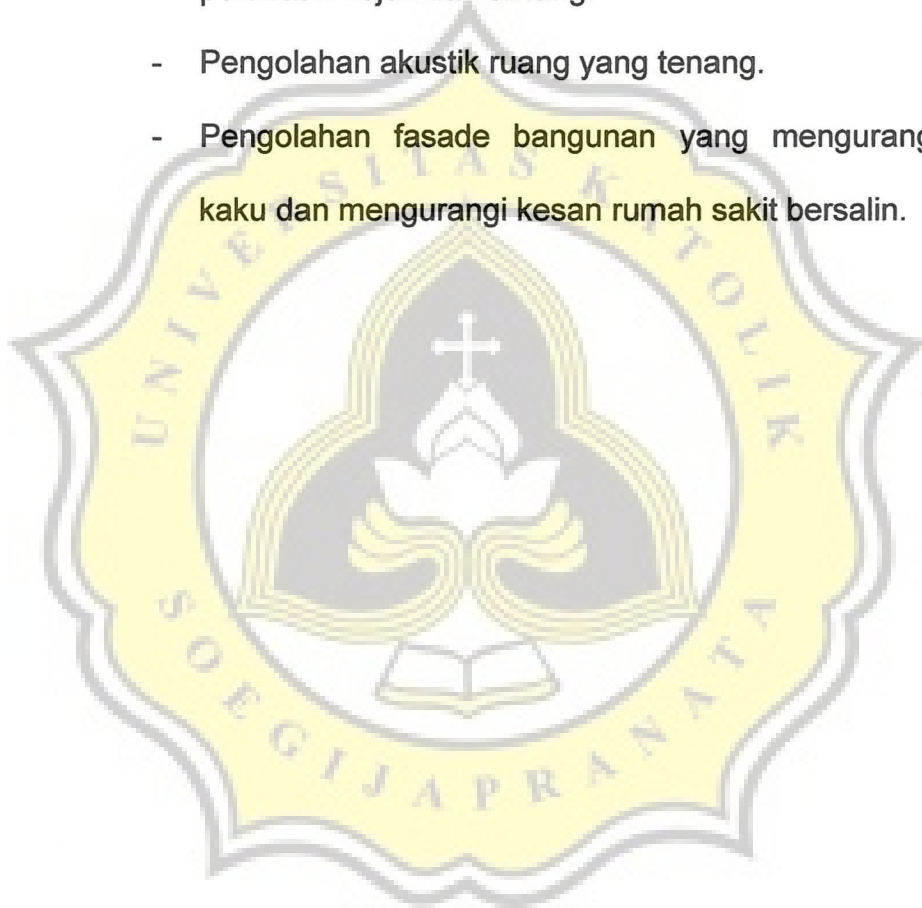 - Pengolahan akustik ruang yang tenang.
- Pengolahan fasade bangunan yang mengurang
kaku dan mengurangi kesan rumah sakit bersalin.
UNIVERSITAS KATOLIK
SOEGIJAPRANATA